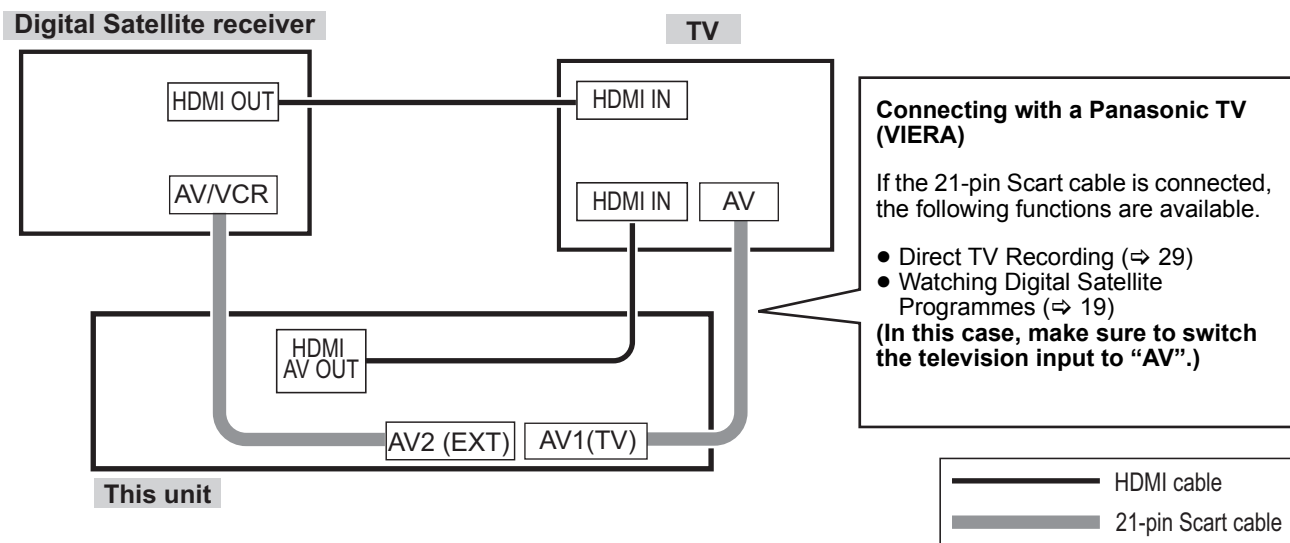 Digital Satellite receiver
TV
HDMI OUT
HDMI IN
AV/VCR
HDMI IN
AV
Connecting with a Panasonic TV
(VIERA)
If the 21-pin Scart cable is connected,
the following functions are available.
● Direct TV Recording (⇨ 29)
● Watching Digital Satellite
Programmes (⇨ 19)
(In this case, make sure to switch
the television input to “AV”.)
HDMI
AV OUT
AV2 (EXT)
AV1(TV)
This unit
HDMI cable
21-pin Scart cable